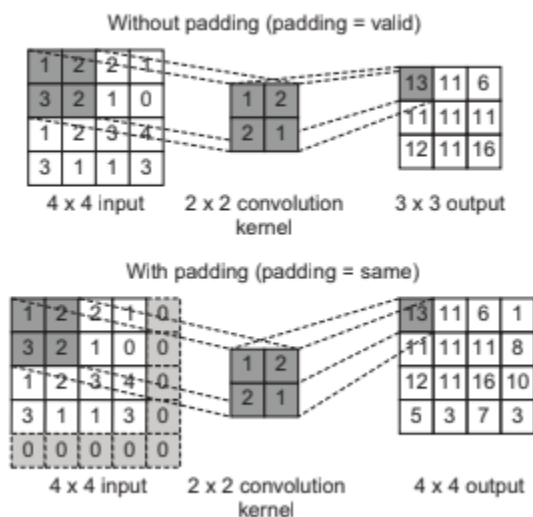 Without padding (padding = valid)
1 2 2 1
3 2 1 0
1 2 3 4
3 1 1 3
1 2
2 1
13 11 6
11 11 11
12 11 16
4 x 4 input
2 x 2 convolution
kernel
3 x 3 output
With padding (padding = same)
1 2 2 1 0
3 2 1 0 0
1 2 3 4 0
3 1 1 3 0
0 0 0 0 0
1 2
2 1
13 11 6 1
11 11 11 8
12 11 16 10
5 3 7 3
4 x 4 input
2 x 2 convolution
kernel
4 x 4 output